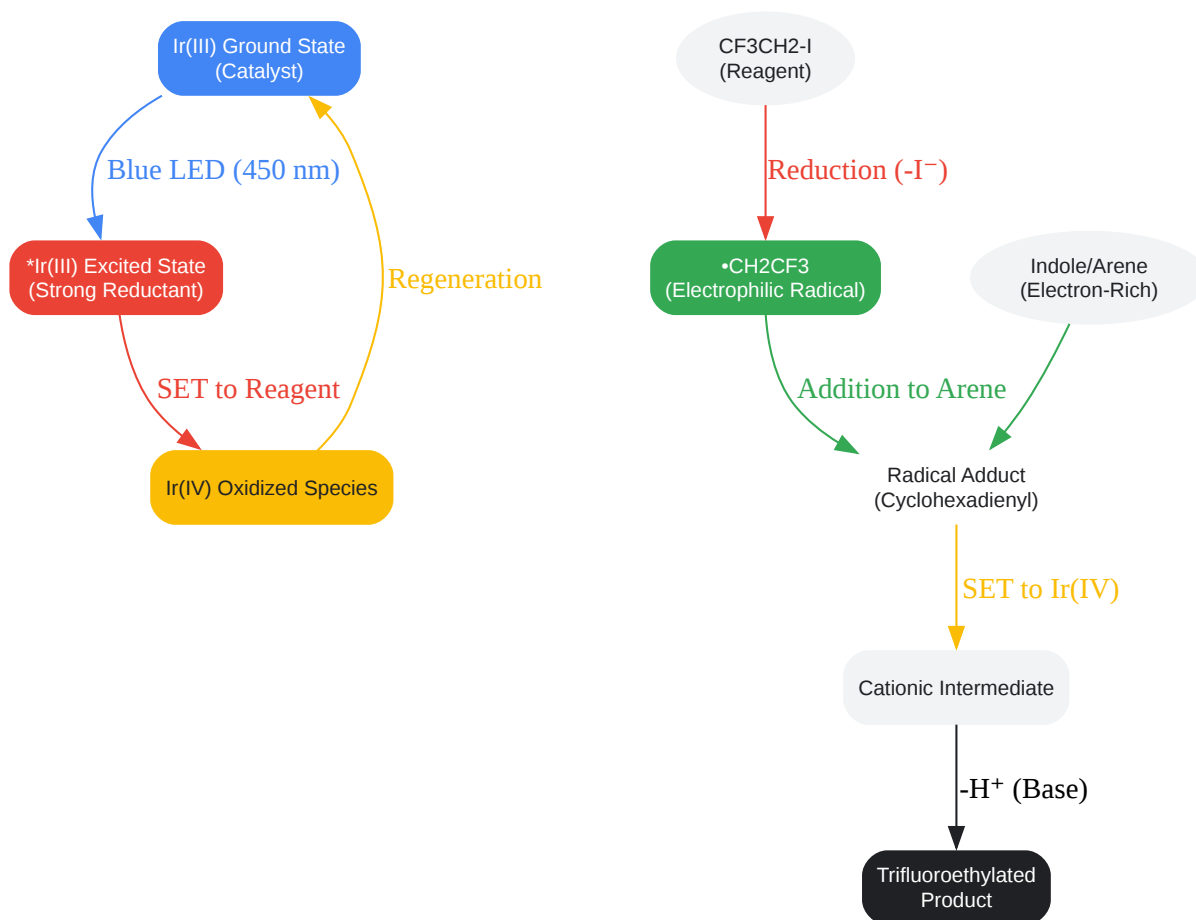 Ir(III) Ground State
(Catalyst)
CF3CH2-I
(Reagent)
Blue LED (450 nm)
Reduction (-I⁻)
*Ir(III) Excited State
(Strong Reductant)
Regeneration
•CH2CF3
(Electrophilic Radical)
Indole/Arene
(Electron-Rich)
SET to Reagent
Addition to Arene
Ir(IV) Oxidized Species
Radical Adduct
(Cyclohexadienyl)
SET to Ir(IV)
Cationic Intermediate
-H⁺ (Base)
Trifluoroethylated
Product